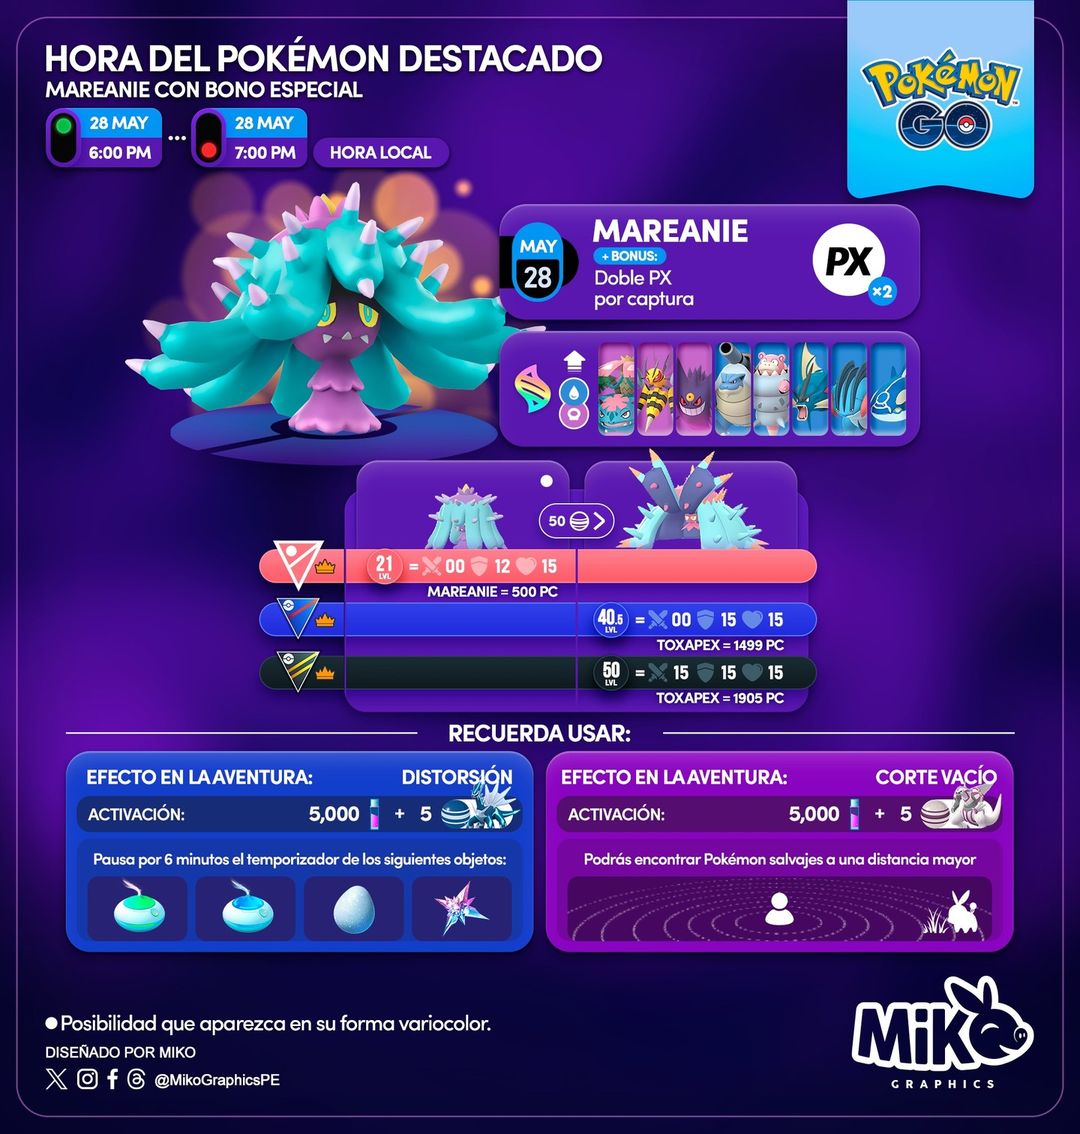 HORA DEL POKÉMON DESTACADO
MAREANIE CON BONO ESPECIAL
28 MAY
6:00 PM
...
28 MAY
7:00 PM
HORA LOCAL
POKÉMON
GO
MAY
28
MAREANIE
+ BONUS:
Doble PX
por captura
PX
×2
50
21
LVL
= 00 12 15
MAREANIE = 500 PC
40.5
LVL
= 00 15 15
TOXAPEX = 1499 PC
50
LVL
= 15 15 15
TOXAPEX = 1905 PC
RECUERDA USAR:
EFECTO EN LA AVENTURA: DISTORSIÓN
ACTIVACIÓN: 5,000 + 5
Pausa por 6 minutos el temporizador de los siguientes objetos:
EFECTO EN LA AVENTURA: CORTE VACÍO
ACTIVACIÓN: 5,000 + 5
Podrás encontrar Pokémon salvajes a una distancia mayor
Posibilidad que aparezca en su forma variocolor.
DISEÑADO POR MIKO
@MikoGraphicsPE
MiKO
GRAPHICS